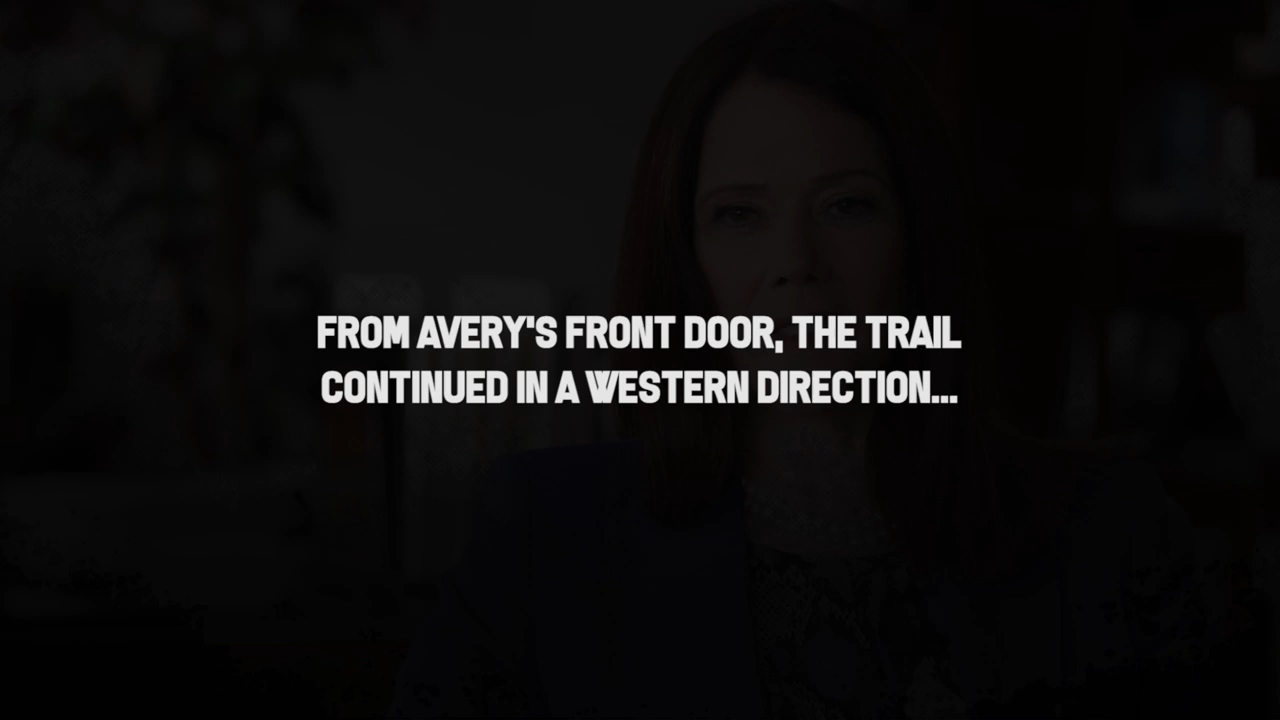 FROM AVERY'S FRONT DOOR, THE TRAIL
CONTINUED IN A WESTERN DIRECTION...